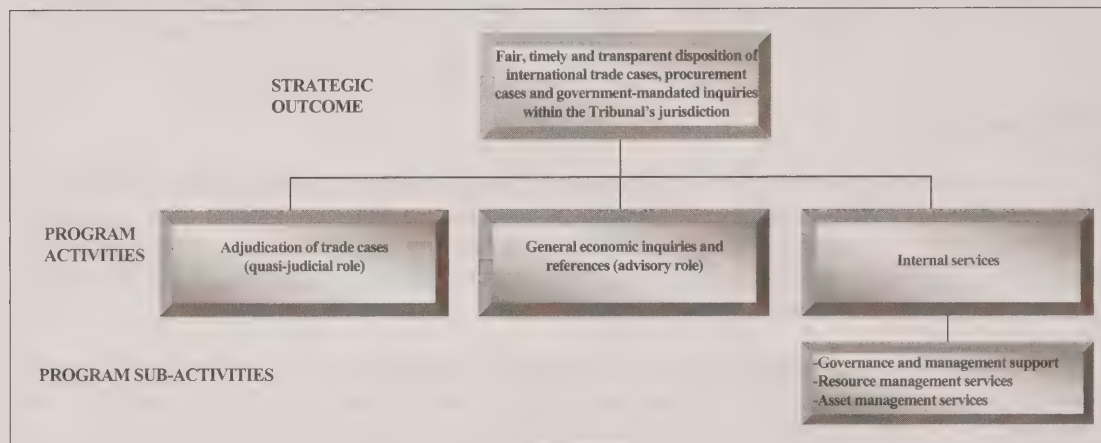 STRATEGIC
OUTCOME
Fair, timely and transparent disposition of
international trade cases, procurement
cases and government-mandated inquiries
within the Tribunal's jurisdiction
PROGRAM
ACTIVITIES
Adjudication of trade cases
(quasi-judicial role)
General economic inquiries and
references (advisory role)
Internal services
PROGRAM SUB-ACTIVITIES
-Governance and management support
-Resource management services
-Asset management services